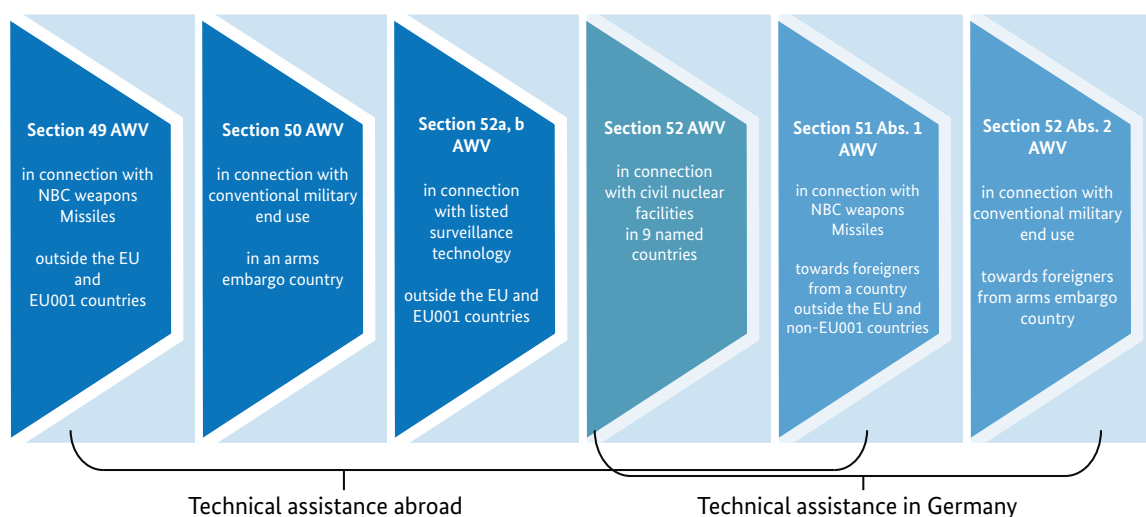 Section 49 AWV
in connection with
NBC weapons
Missiles
outside the EU
and
EU001 countries
Section 50 AWV
in connection with
conventional military
end use
in an arms
embargo country
Section 52a, b
AWV
in connection
with listed
surveillance
technology
outside the EU and
EU001 countries
Section 52 AWV
in connection
with civil nuclear
facilities
in 9 named
countries
Section 51 Abs. 1
AWV
in connection with
NBC weapons
Missiles
towards foreigners
from a country
outside the EU and
non-EU001 countries
Section 52 Abs. 2
AWV
in connection with
conventional military
end use
towards foreigners
from arms embargo
country
Technical assistance abroad
Technical assistance in Germany